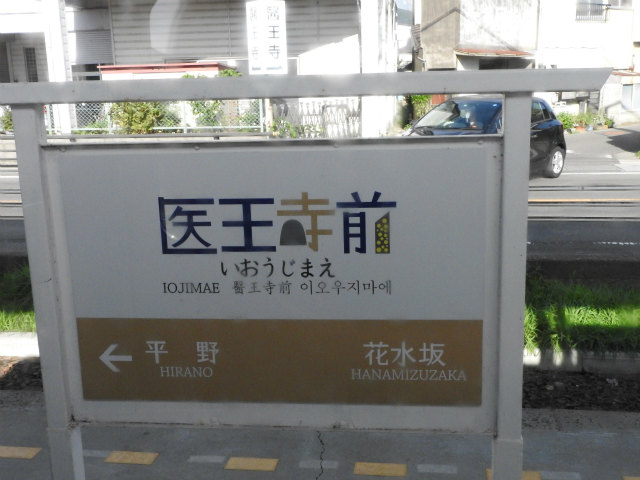 醫王寺
医王寺前
いおうじまえ
IOJIMAE 醫王寺前 이오우지마에
← 平野 花水坂
HIRANO HANAMIZUZAKA